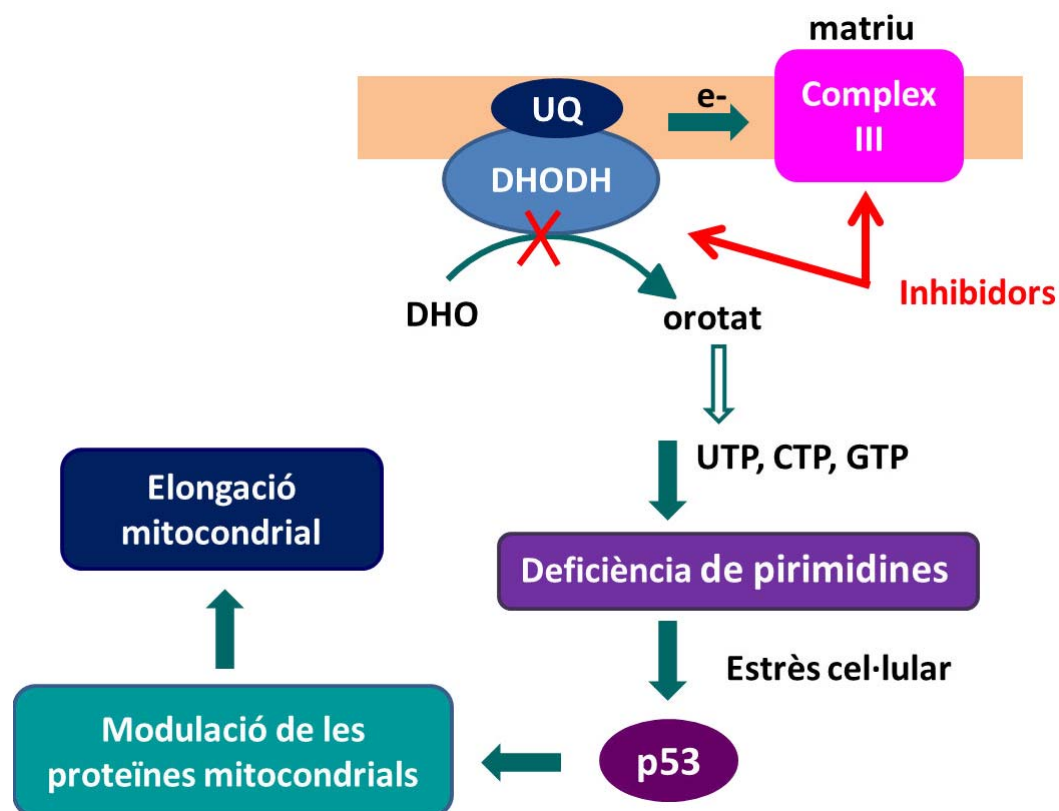 matriu
UQ
e-
Complex
III
DHODH
DHO
orotat
Inhibidors
UTP, CTP, GTP
Elongació
mitocondrial
Deficiència de pirimidines
Estrès cel·lular
Modulació de les
proteïnes mitocondrials
p53